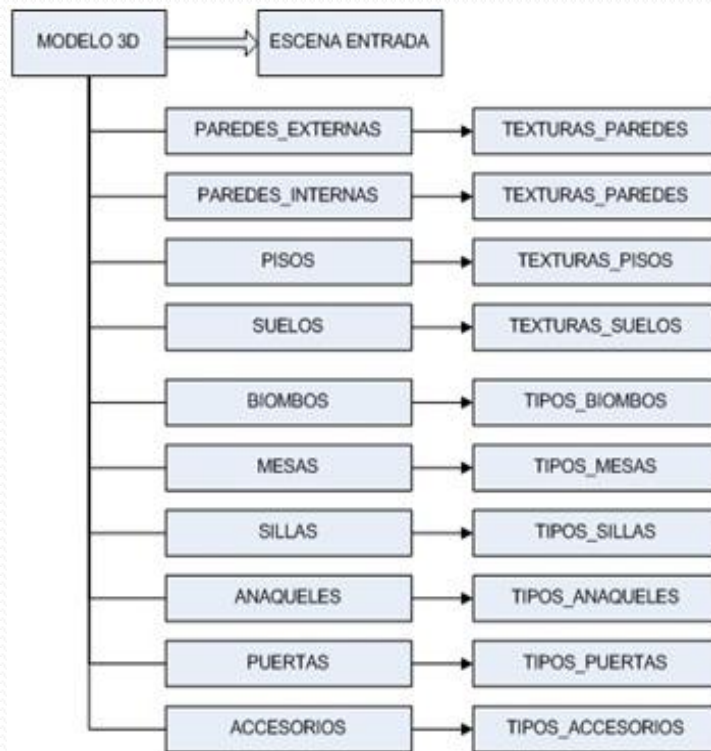 MODELO 3D
ESCENA ENTRADA
PAREDES_EXTERNAS
TEXTURAS_PAREDES
PAREDES_INTERNAS
TEXTURAS_PAREDES
PISOS
TEXTURAS_PISOS
SUELOS
TEXTURAS_SUELOS
BIOMBOS
TIPOS_BIOMBOS
MESAS
TIPOS_MESAS
SILLAS
TIPOS_SILLAS
ANAQUELES
TIPOS_ANAQUELES
PUERTAS
TIPOS_PUERTAS
ACCESORIOS
TIPOS_ACCESORIOS